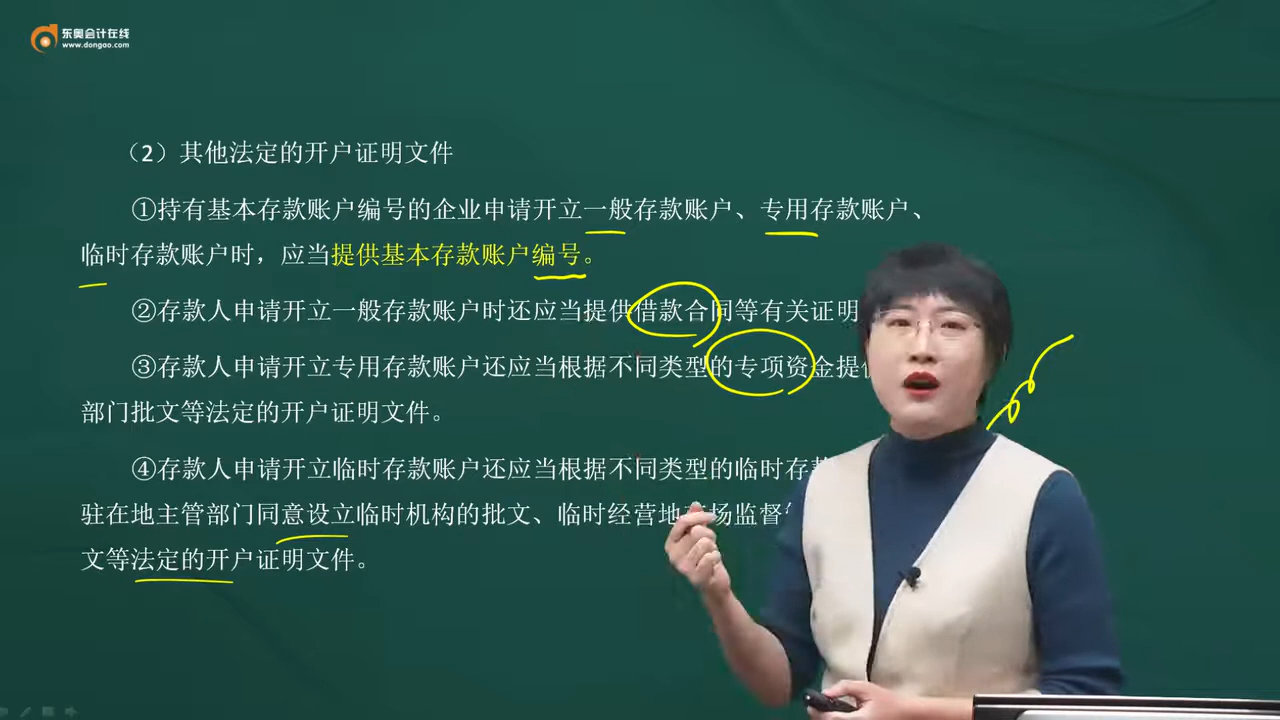 东奥会计在线
www.dongao.com
（2）其他法定的开户证明文件
①持有基本存款账户编号的企业申请开立一般存款账户、专用存款账户、
临时存款账户时，应当提供基本存款账户编号。
②存款人申请开立一般存款账户时还应当提供借款合同等有关证明
③存款人申请开立专用存款账户还应当根据不同类型的专项资金提
部门批文等法定的开户证明文件。
④存款人申请开立临时存款账户还应当根据不同类型的临时存
驻在地主管部门同意设立临时机构的批文、临时经营地 场监督
文等法定的开户证明文件。